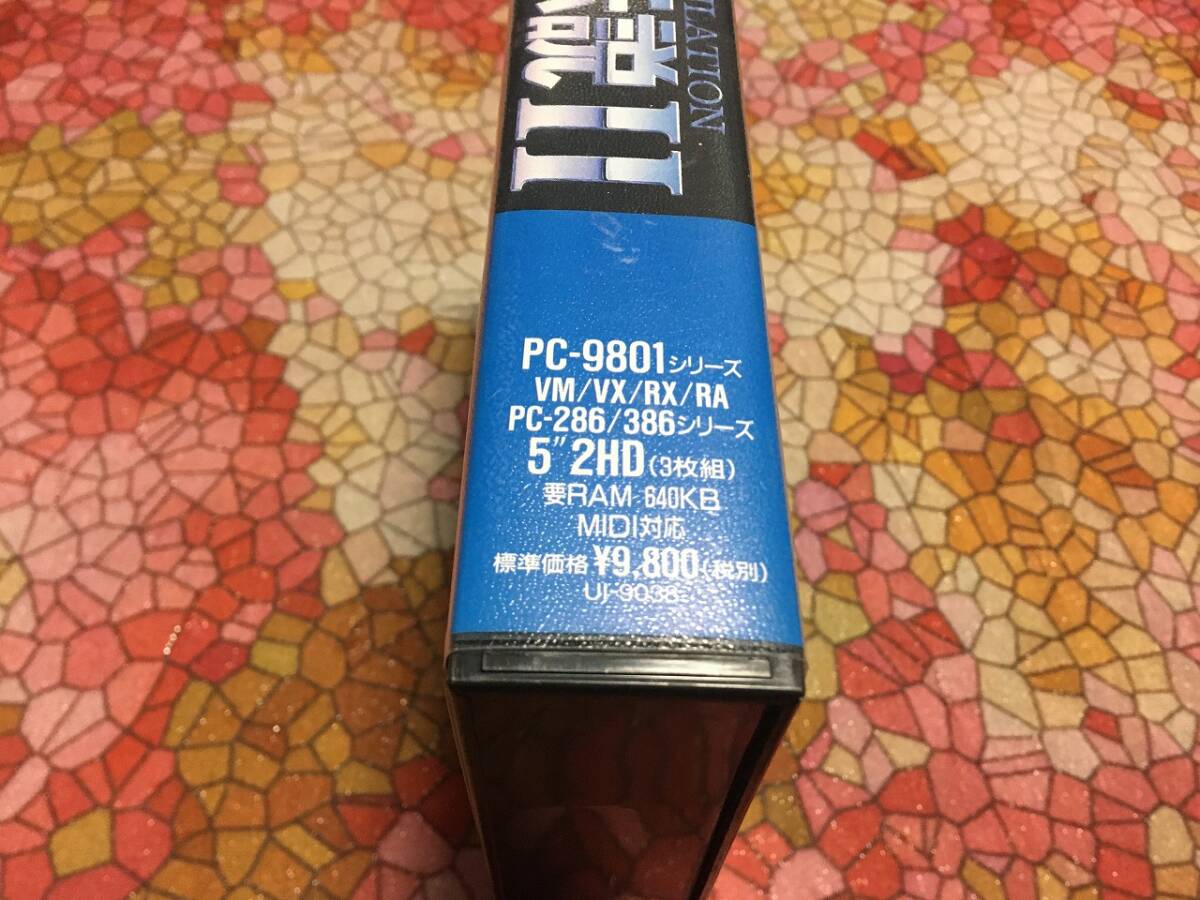 LATION
II
PC-9801シリーズ
VM/VX/RX/RA
PC-286/386シリーズ
5"2HD(3枚組)
要RAM 640KB
MIDI対応
標準価格¥9,800(税別)
UI-9038